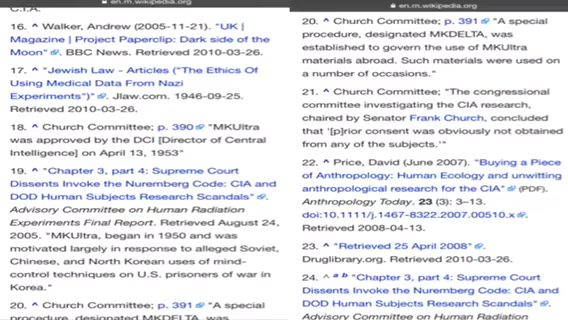 en.m.wikipedia.org
C.I.A.
16. ^ Walker, Andrew (2005-11-21). "UK |
Magazine | Project Paperclip: Dark side of the
Moon". BBC News. Retrieved 2010-03-26.
17. ^ "Jewish Law - Articles ("The Ethics Of
Using Medical Data From Nazi
Experiments")". Jlaw.com. 1946-09-25.
Retrieved 2010-03-26.
18. ^ Church Committee; p. 390 "MKUltra
was approved by the DCI [Director of Central
Intelligence] on April 13, 1953"
19. ^ "Chapter 3, part 4: Supreme Court
Dissents Invoke the Nuremberg Code: CIA and
DOD Human Subjects Research Scandals".
Advisory Committee on Human Radiation
Experiments Final Report. Retrieved August 24,
2005. "MKUltra, began in 1950 and was
motivated largely in response to alleged Soviet,
Chinese, and North Korean uses of mind-
control techniques on U.S. prisoners of war in
Korea."
20. ^ Church Committee; p. 391 "A special
procedure, designated MKDELTA, was
en.m.wikipedia.org
20. ^ Church Committee; p. 391 "A special
procedure, designated MKDELTA, was
established to govern the use of MKUltra
materials abroad. Such materials were used on
a number of occasions."
21. ^ Church Committee; "The congressional
committee investigating the CIA research,
chaired by Senator Frank Church, concluded
that '[p]rior consent was obviously not obtained
from any of the subjects.'"
22. ^ Price, David (June 2007). "Buying a Piece
of Anthropology: Human Ecology and unwitting
anthropological research for the CIA" (PDF).
Anthropology Today. 23 (3): 3–13.
doi:10.1111/j.1467-8322.2007.00510.x.
Retrieved 2008-04-13.
23. ^ "Retrieved 25 April 2008".
Druglibrary.org. Retrieved 2010-03-26.
24. ^ a b "Chapter 3, part 4: Supreme Court
Dissents Invoke the Nuremberg Code: CIA and
DOD Human Subjects Research Scandals".
Advisory Committee on Human Radiation